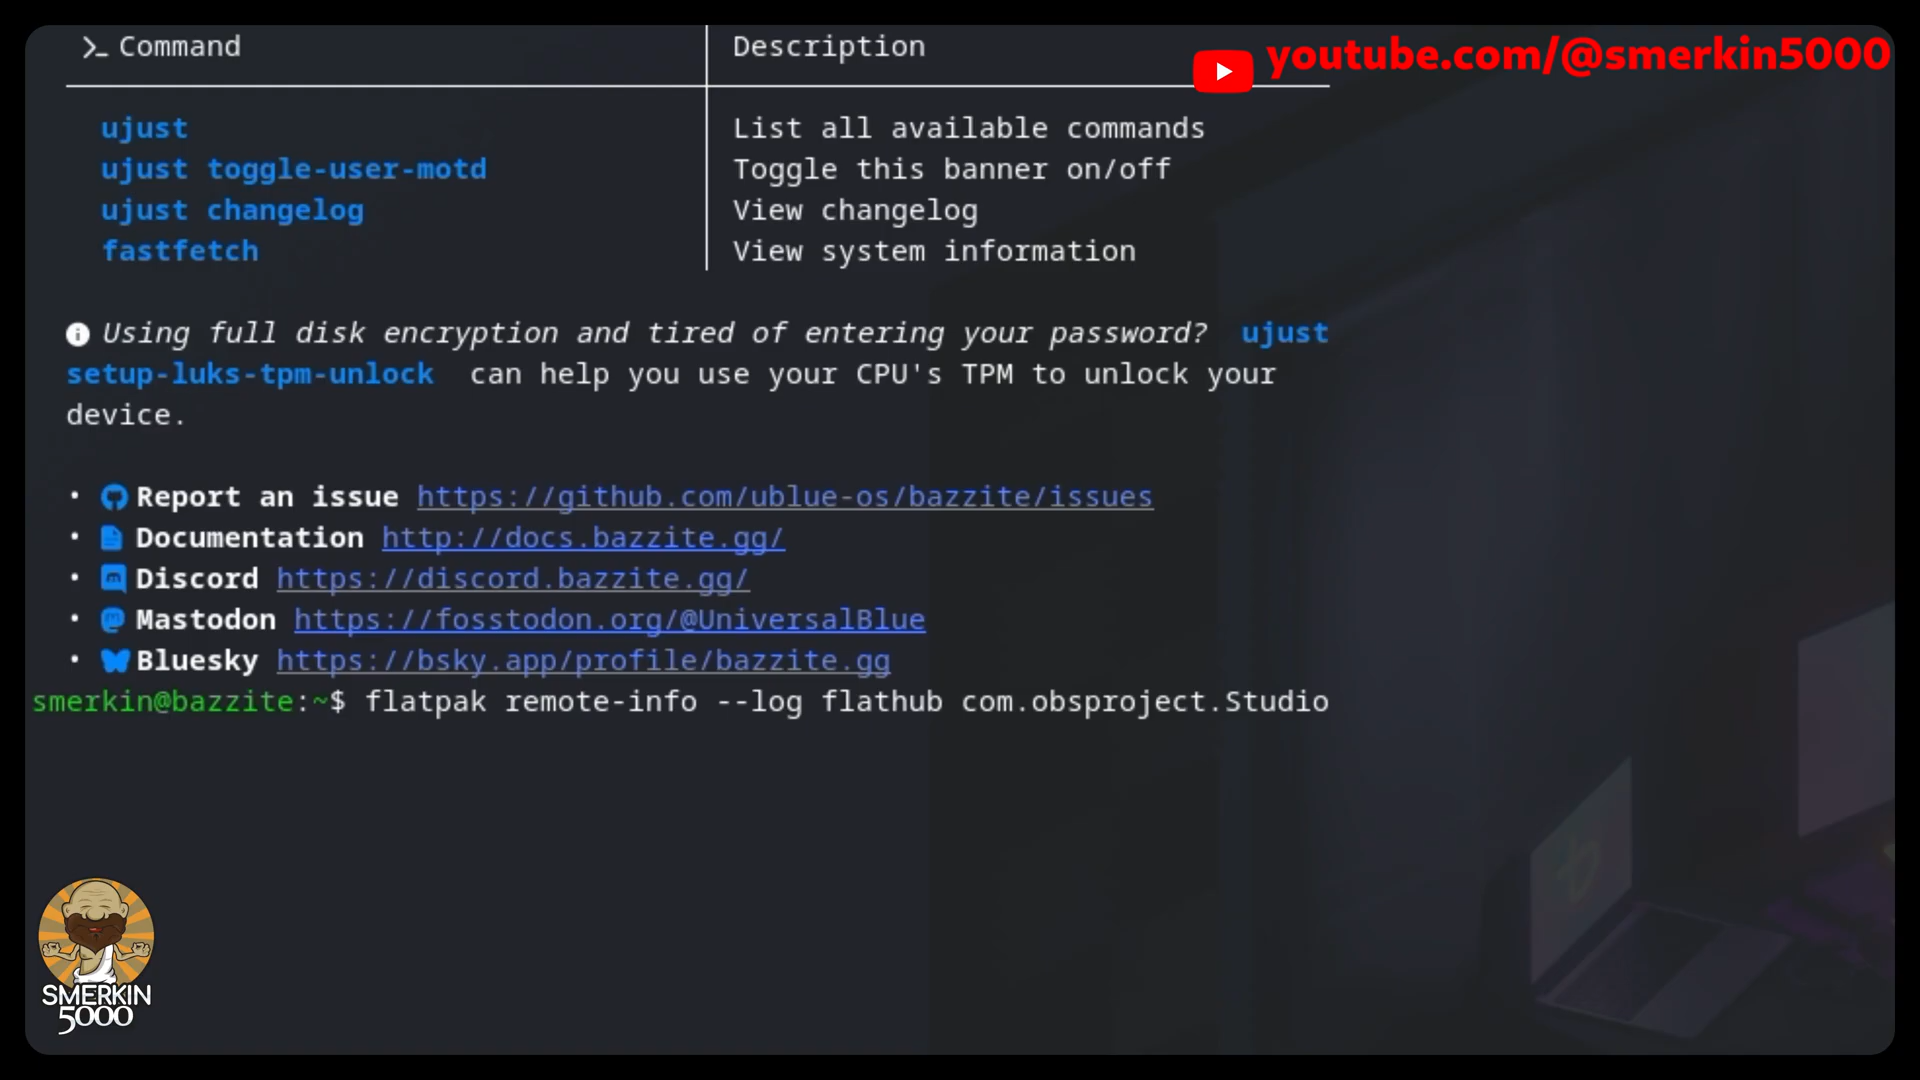 >_ Command Description
youtube.com/@smerkin5000
ujust List all available commands
ujust toggle-user-motd Toggle this banner on/off
ujust changelog View changelog
fastfetch View system information
Using full disk encryption and tired of entering your password? ujust
setup-luks-tpm-unlock can help you use your CPU's TPM to unlock your
device.
• Report an issue https://github.com/ublue-os/bazzite/issues
• Documentation http://docs.bazzite.gg/
• Discord https://discord.bazzite.gg/
• Mastodon https://fosstodon.org/@UniversalBlue
• Bluesky https://bsky.app/profile/bazzite.gg
smerkin@bazzite:~$ flatpak remote-info --log flathub com.obsproject.Studio
SMERKIN
5000